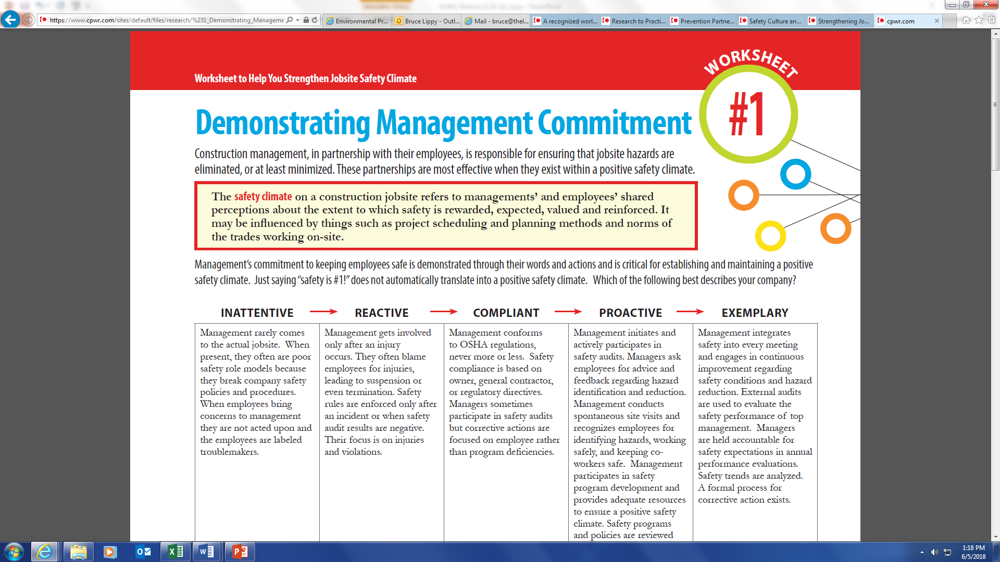 https://www.cpwr.com/sites/default/files/research/%231_Demonstrating_Manageme
Environmental Pr...
Bruce Lippy - Outl...
Mail - bruce@thel...
A recognized worl...
Research to Practi...
Prevention Partne...
Safety Culture an...
Strengthening Jo...
cpwr.com
WORKSHEET
#1
Worksheet to Help You Strengthen Jobsite Safety Climate
Demonstrating Management Commitment
Construction management, in partnership with their employees, is responsible for ensuring that jobsite hazards are
eliminated, or at least minimized. These partnerships are most effective when they exist within a positive safety climate.
The safety climate on a construction jobsite refers to managements’ and employees’ shared
perceptions about the extent to which safety is rewarded, expected, valued and reinforced. It
may be influenced by things such as project scheduling and planning methods and norms of
the trades working on-site.
Management’s commitment to keeping employees safe is demonstrated through their words and actions and is critical for establishing and maintaining a positive
safety climate. Just saying “safety is #1!” does not automatically translate into a positive safety climate. Which of the following best describes your company?
INATTENTIVE
Management rarely comes
to the actual jobsite. When
present, they often are poor
safety role models because
they break company safety
policies and procedures.
When employees bring
concerns to management
they are not acted upon and
the employees are labeled
troublemakers.
REACTIVE
Management gets involved
only after an injury
occurs. They often blame
employees for injuries,
leading to suspension or
even termination. Safety
rules are enforced only after
an incident or when safety
audit results are negative.
Their focus is on injuries
and violations.
COMPLIANT
Management conforms
to OSHA regulations,
never more or less. Safety
compliance is based on
owner, general contractor,
or regulatory directives.
Managers sometimes
participate in safety audits
but corrective actions are
focused on employee rather
than program deficiencies.
PROACTIVE
Management initiates and
actively participates in
safety audits. Managers ask
employees for advice and
feedback regarding hazard
identification and reduction.
Management conducts
spontaneous site visits and
recognizes employees for
identifying hazards, working
safely, and keeping co-
workers safe. Management
participates in safety
program development and
provides adequate resources
to ensure a positive safety
climate. Safety programs
and policies are reviewed
EXEMPLARY
Management integrates
safety into every meeting
and engages in continuous
improvement regarding
safety conditions and hazard
reduction. External audits
are used to evaluate the
safety performance of top
management. Managers
are held accountable for
safety expectations in annual
performance evaluations.
Safety trends are analyzed.
A formal process for
corrective action exists.
1:18 PM
6/5/2018